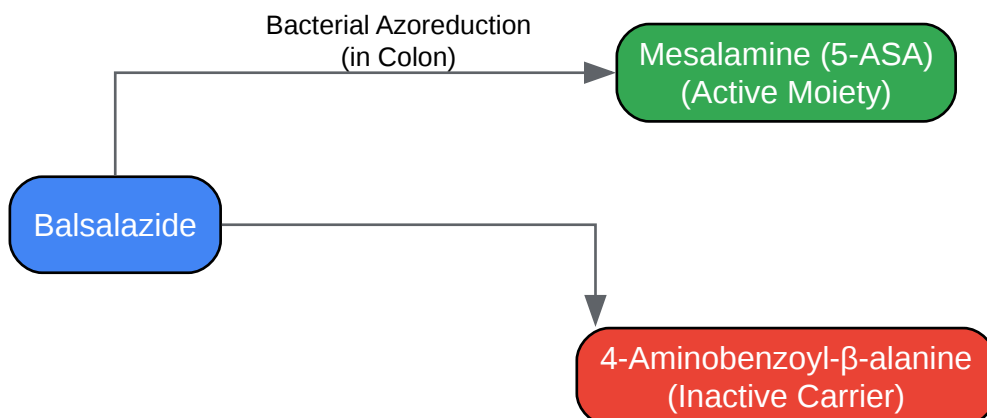 Bacterial Azoreduction
(in Colon)
Mesalamine (5-ASA)
(Active Moiety)
Balsalazide
4-Aminobenzoyl-β-alanine
(Inactive Carrier)